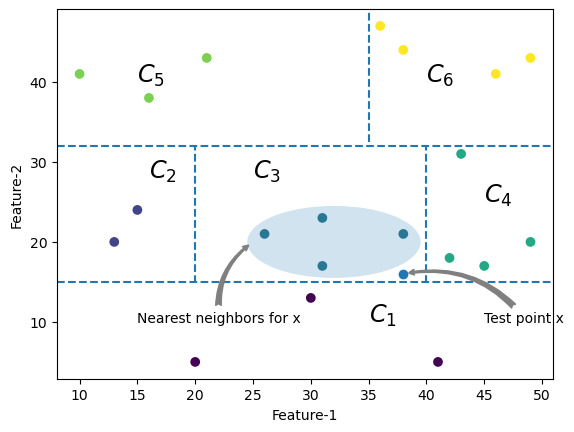 C5
C6
40
C2
C3
30
C4
Feature-2
20
Nearest neighbors for x
C1
Test point x
10
10 15 20 25 30 35 40 45 50
Feature-1